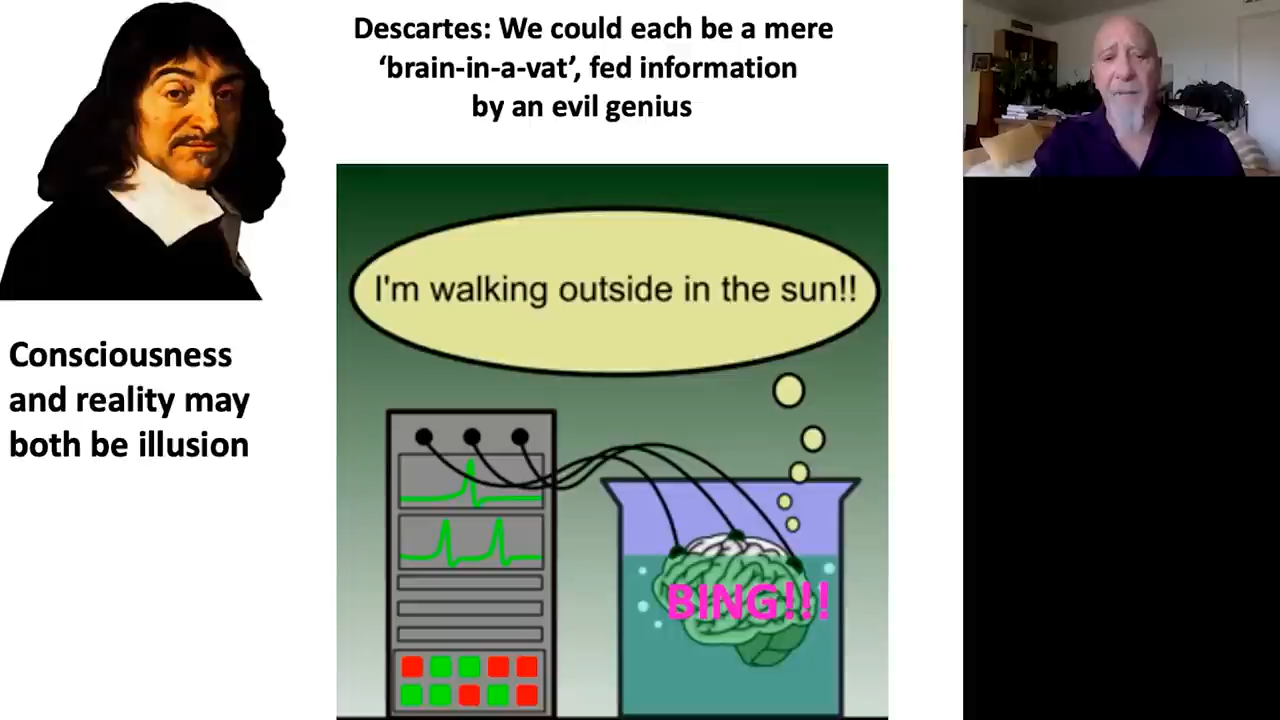 Descartes: We could each be a mere
‘brain-in-a-vat’, fed information
by an evil genius
I'm walking outside in the sun!!
Consciousness
and reality may
both be illusion
BING!!!